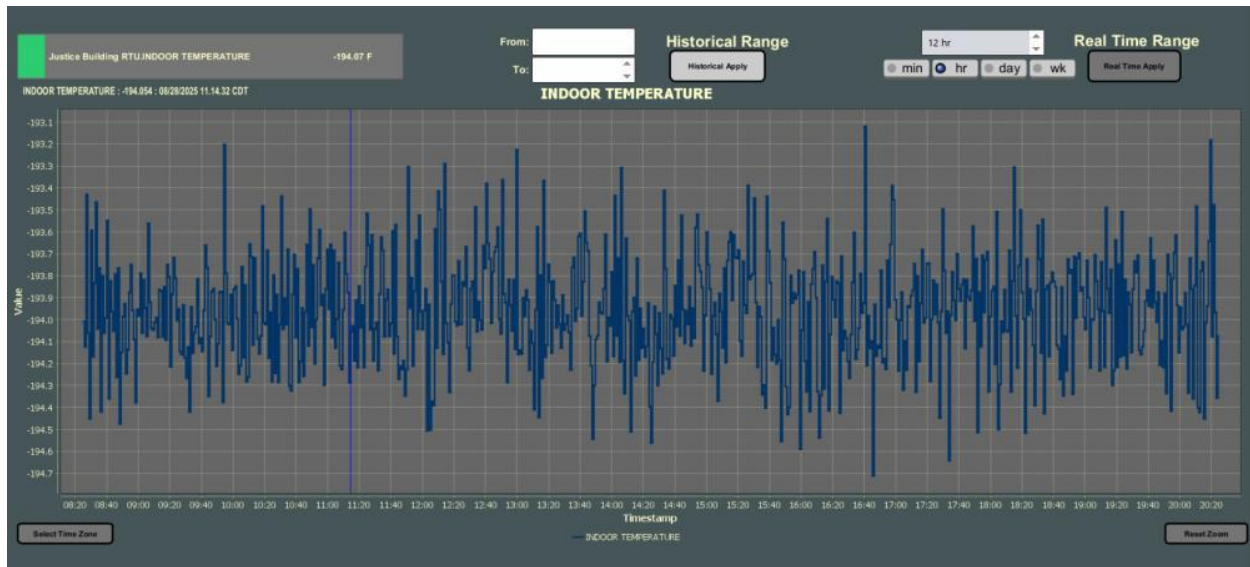 Justice Building RTU.INDOOR TEMPERATURE -194.07 F
From:
To:
Historical Range
Historical Apply
12 hr
min hr day wk
Real Time Range
Real Time Apply
INDOOR TEMPERATURE : -194.054 : 08/28/2025 11.14.32 CDT
INDOOR TEMPERATURE
Value
-193.1
-193.2
-193.3
-193.4
-193.5
-193.6
-193.7
-193.8
-193.9
-194.0
-194.1
-194.2
-194.3
-194.4
-194.5
-194.6
-194.7
08:20 08:40 09:00 09:20 09:40 10:00 10:20 10:40 11:00 11:20 11:40 12:00 12:20 12:40 13:00 13:20 13:40 14:00 14:20 14:40 15:00 15:20 15:40 16:00 16:20 16:40 17:00 17:20 17:40 18:00 18:20 18:40 19:00 19:20 19:40 20:00 20:20
Timestamp
INDOOR TEMPERATURE
Select Time Zone
Reset Zoom